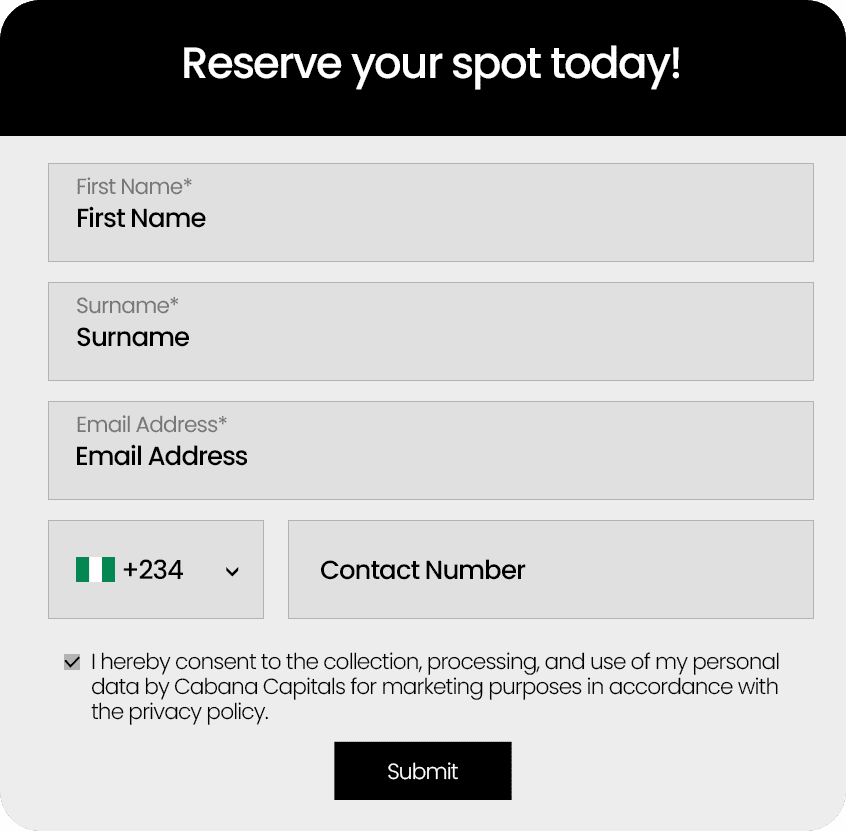 Reserve your spot today!
First Name*
First Name
Surname*
Surname
Email Address*
Email Address
+234
Contact Number
I hereby consent to the collection, processing, and use of my personal
data by Cabana Capitals for marketing purposes in accordance with
the privacy policy.
Submit